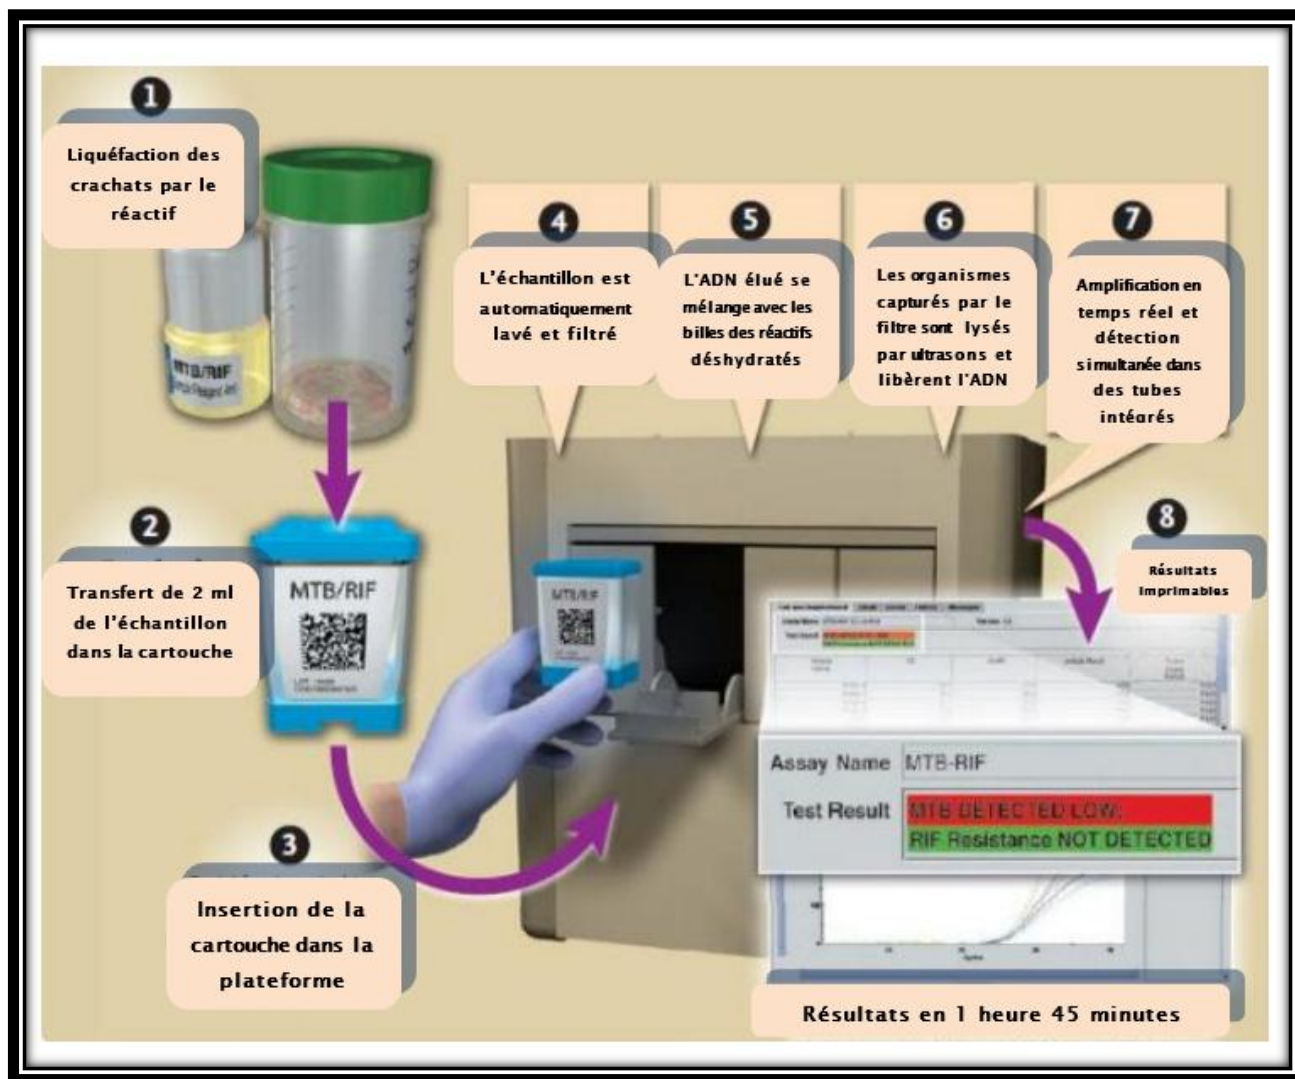 1
Liquéfaction des
crachats par le
réactif
MTB/RIF
2
Transfert de 2 ml
de l'échantillon
dans la cartouche
MTB/RIF
3
Insertion de la
cartouche dans la
plateforme
MTB/RIF
4
L'échantillon est
automatiquement
lavé et filtré
5
L'ADN élué se
mélange avec les
billes des réactifs
déshydratés
6
Les organismes
capturés par le
filtre sont lysés
par ultrasons et
libèrent l'ADN
7
Amplification en
temps réel et
détection
simultanée dans
des tubes
intégrés
8
Résultats
imprimables
Assay Name MTB-RIF
Test Result MTB DETECTED LOW:
RIF Resistance NOT DETECTED
Résultats en 1 heure 45 minutes